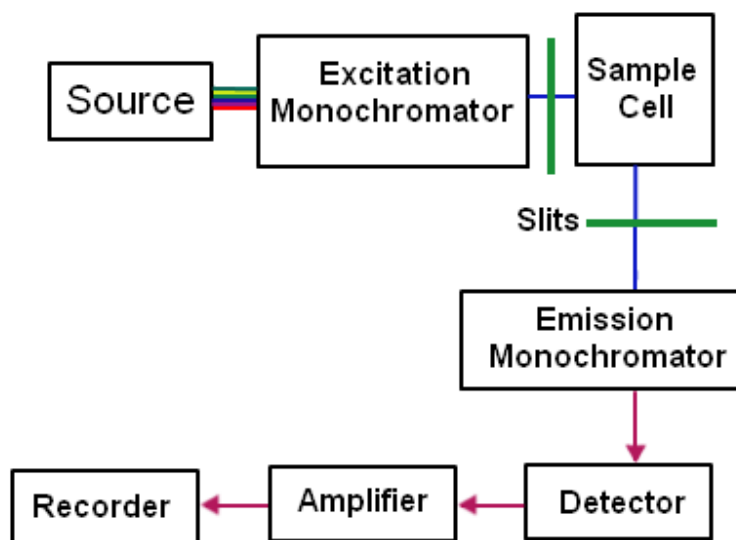 Source
Excitation
Monochromator
Sample
Cell
Slits
Emission
Monochromator
Detector
Amplifier
Recorder